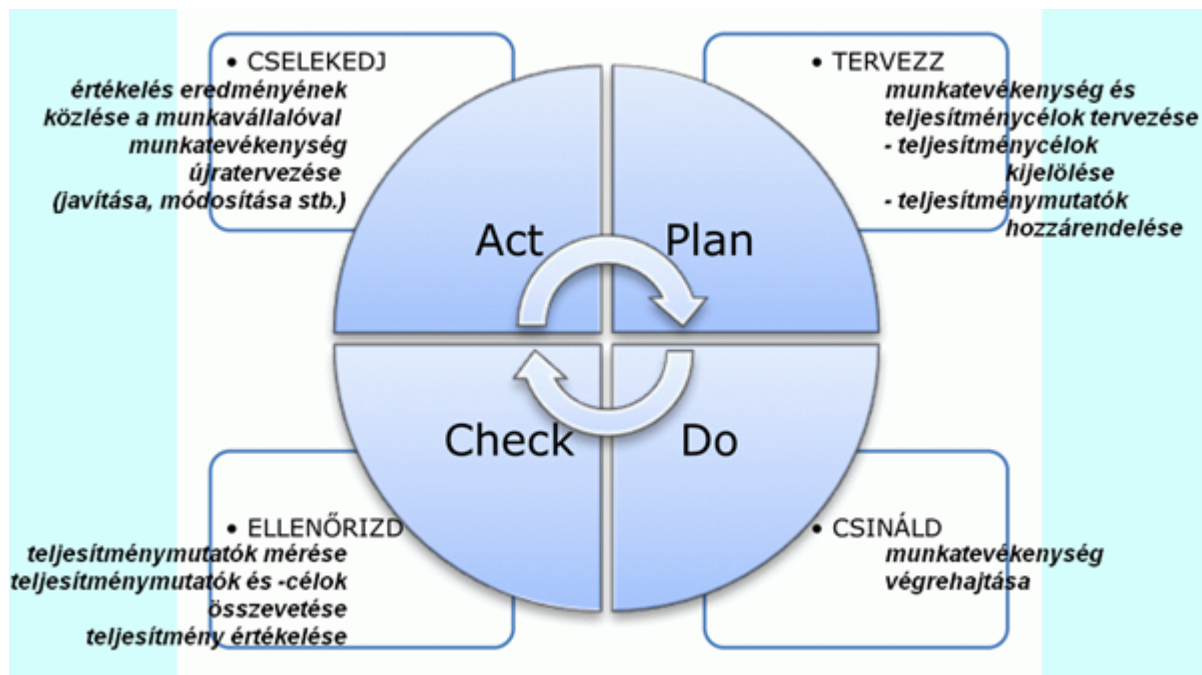 • CSELEKEDJ
értékelés eredményének
közlése a munkavállalóval
munkatevékenység
újratervezése
(javítása, módosítása stb.)
• TERVEZZ
munkatevékenység és
teljesítménycélok tervezése
- teljesítménycélok
kijelölése
- teljesítménymutatók
hozzárendelése
Act
Plan
Check
Do
• ELLENŐRIZD
teljesítménymutatók mérése
teljesítménymutatók és -célok
összevetése
teljesítmény értékelése
• CSINÁLD
munkatevékenység
végrehajtása